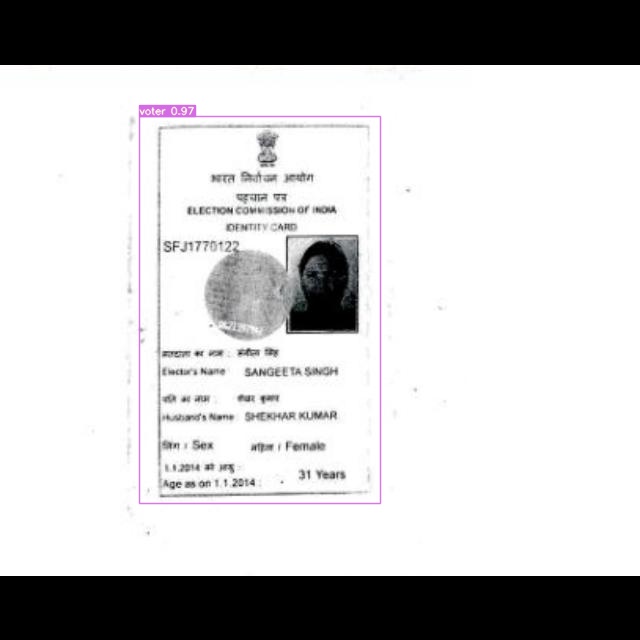 voter 0.97
भारत निर्वाचन आयोग
पहचान पत्र
ELECTION COMMISSION OF INDIA
IDENTITY CARD
SFJ1770122
मतदाता का नाम : संगीता सिंह
Elector's Name SANGEETA SINGH
पति का नाम : शेखर कुमार
Husband's Name SHEKHAR KUMAR
लिंग / Sex महिला / Female
1.1.2014 को आयु :
Age as on 1.1.2014 : 31 Years